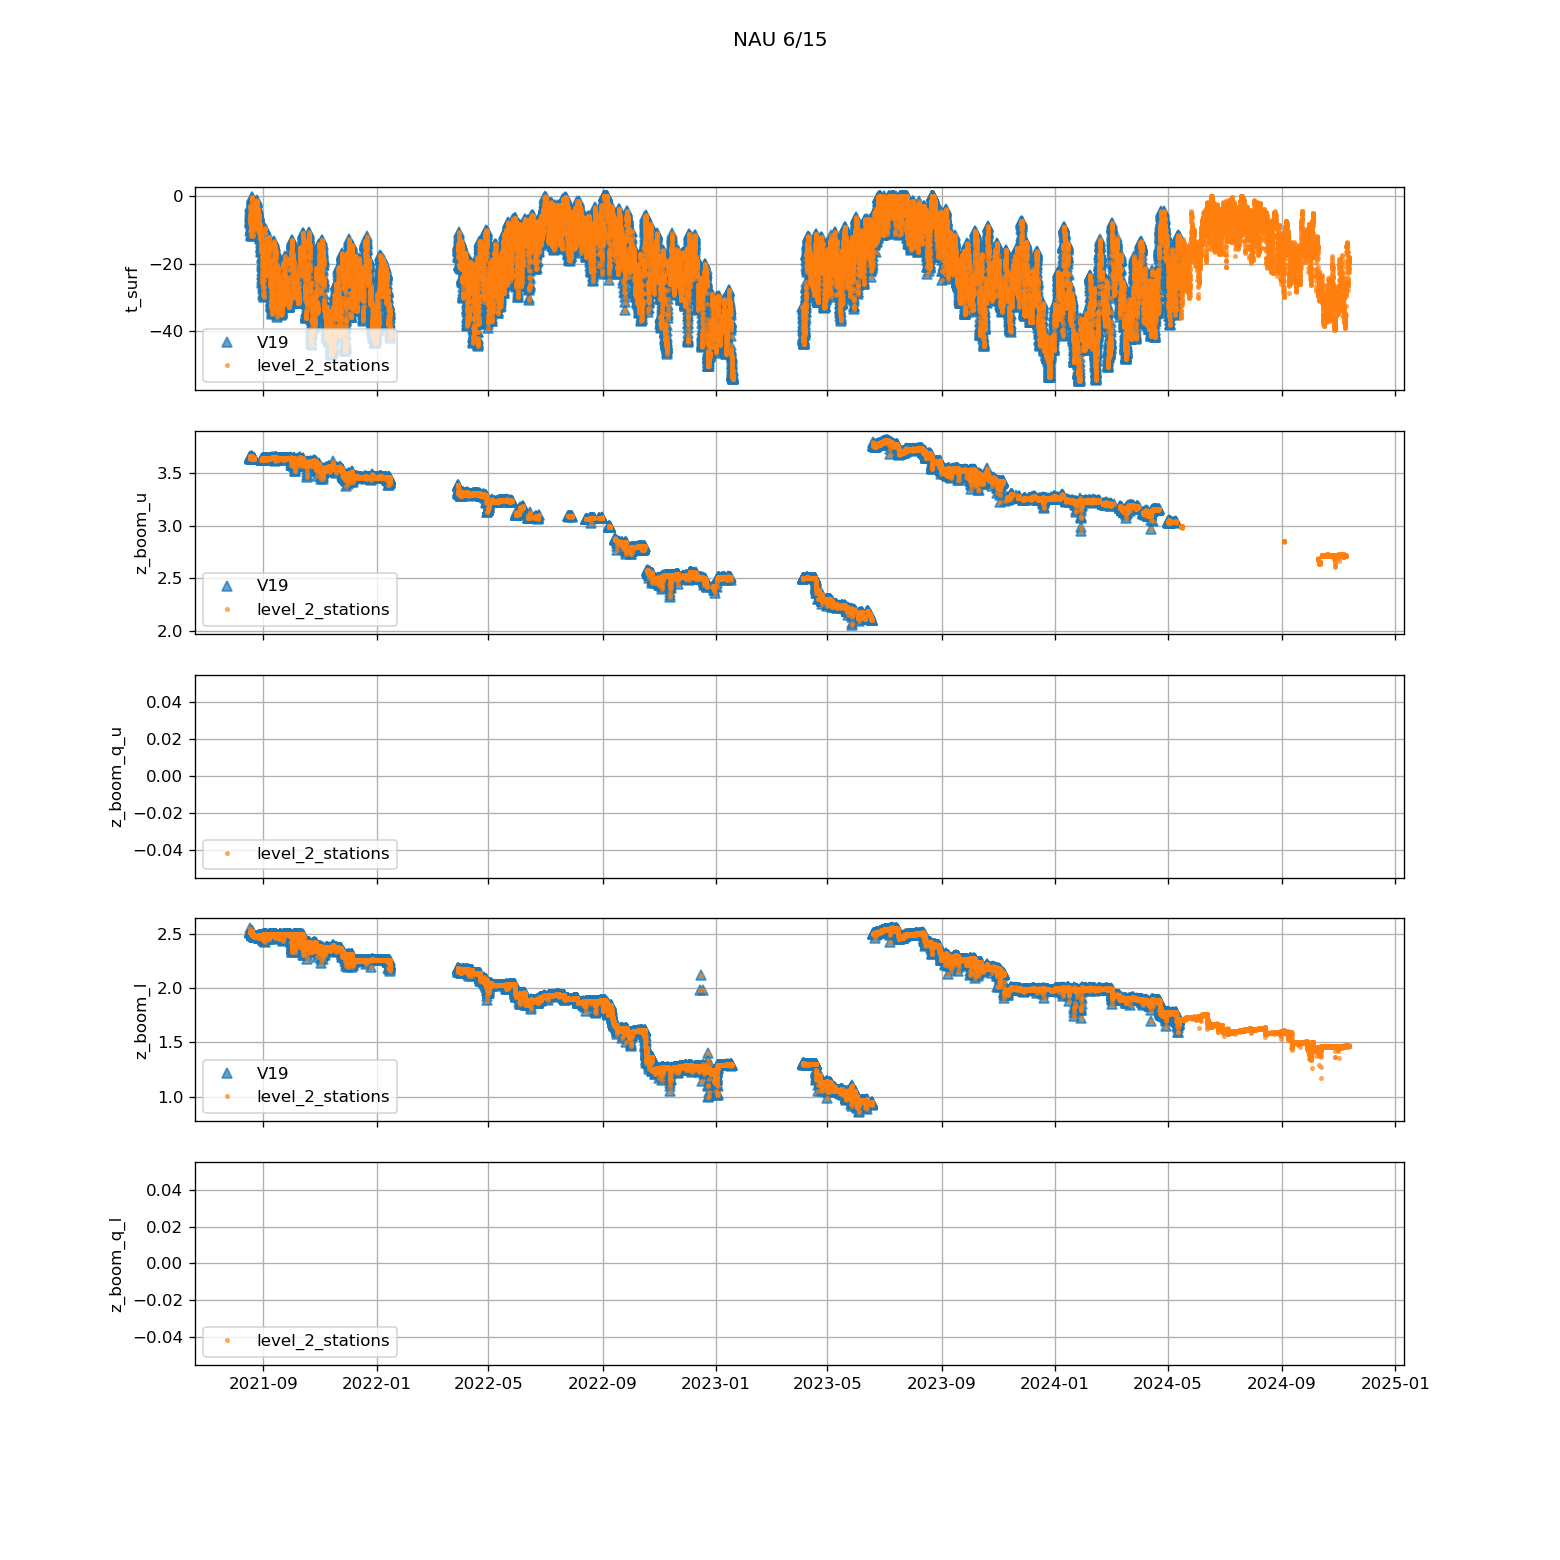 NAU 6/15
0
−20
−40
t_surf
V19
level_2_stations
3.5
3.0
2.5
2.0
z_boom_u
V19
level_2_stations
0.04
0.02
0.00
−0.02
−0.04
z_boom_q_u
level_2_stations
2.5
2.0
1.5
1.0
z_boom_l
V19
level_2_stations
0.04
0.02
0.00
−0.02
−0.04
z_boom_q_l
level_2_stations
2021-09 2022-01 2022-05 2022-09 2023-01 2023-05 2023-09 2024-01 2024-05 2024-09 2025-01